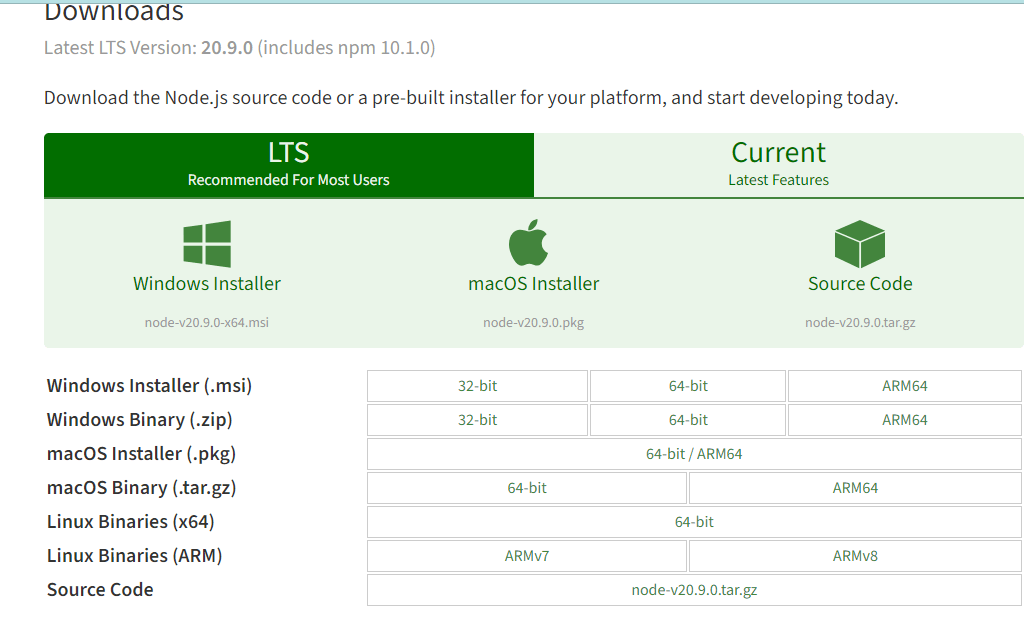 Downloads
Latest LTS Version: 20.9.0 (includes npm 10.1.0)
Download the Node.js source code or a pre-built installer for your platform, and start developing today.
LTS
Recommended For Most Users
Current
Latest Features
Windows Installer
node-v20.9.0-x64.msi
macOS Installer
node-v20.9.0.pkg
Source Code
node-v20.9.0.tar.gz
Windows Installer (.msi) 32-bit 64-bit ARM64
Windows Binary (.zip) 32-bit 64-bit ARM64
macOS Installer (.pkg) 64-bit / ARM64
macOS Binary (.tar.gz) 64-bit ARM64
Linux Binaries (x64) 64-bit
Linux Binaries (ARM) ARMv7 ARMv8
Source Code node-v20.9.0.tar.gz